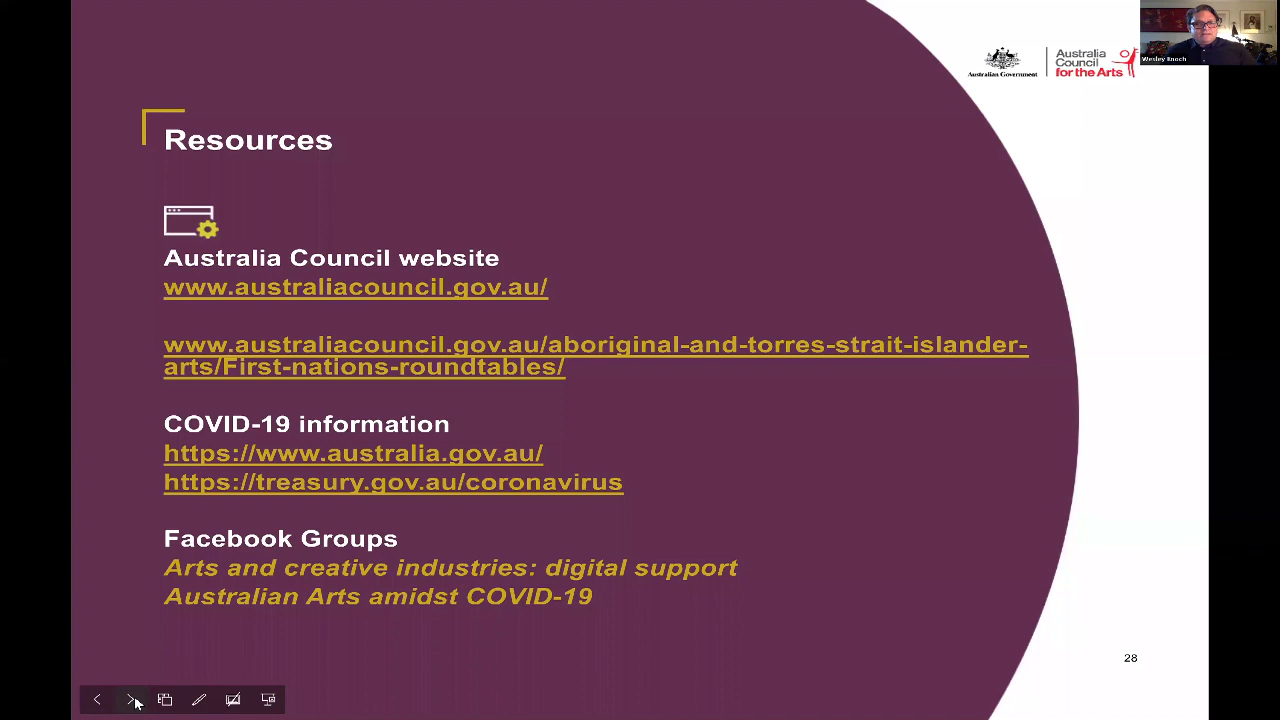 Australian Government
Australia
Council
for the Arts
Wesley Enoch
Resources
Australia Council website
www.australiacouncil.gov.au/
www.australiacouncil.gov.au/aboriginal-and-torres-strait-islander-
arts/First-nations-roundtables/
COVID-19 information
https://www.australia.gov.au/
https://treasury.gov.au/coronavirus
Facebook Groups
Arts and creative industries: digital support
Australian Arts amidst COVID-19
28